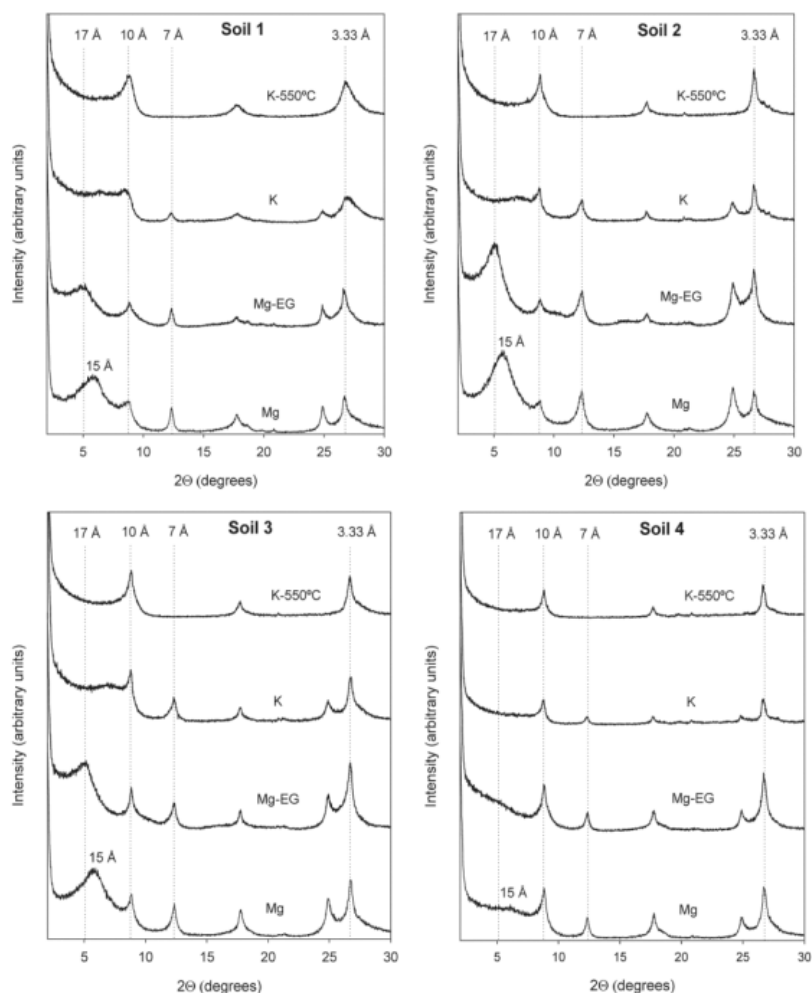 Soil 1
17 Å 10 Å 7 Å 3.33 Å
K-550ºC
K
Mg-EG
15 Å
Mg
Intensity (arbitrary units)
5 10 15 20 25 30
2Θ (degrees)
Soil 2
17 Å 10 Å 7 Å 3.33 Å
K-550ºC
K
Mg-EG
15 Å
Mg
Intensity (arbitrary units)
5 10 15 20 25 30
2Θ (degrees)
Soil 3
17 Å 10 Å 7 Å 3.33 Å
K-550ºC
K
Mg-EG
15 Å
Mg
Intensity (arbitrary units)
5 10 15 20 25 30
2Θ (degrees)
Soil 4
17 Å 10 Å 7 Å 3.33 Å
K-550ºC
K
Mg-EG
15 Å
Mg
Intensity (arbitrary units)
5 10 15 20 25 30
2Θ (degrees)